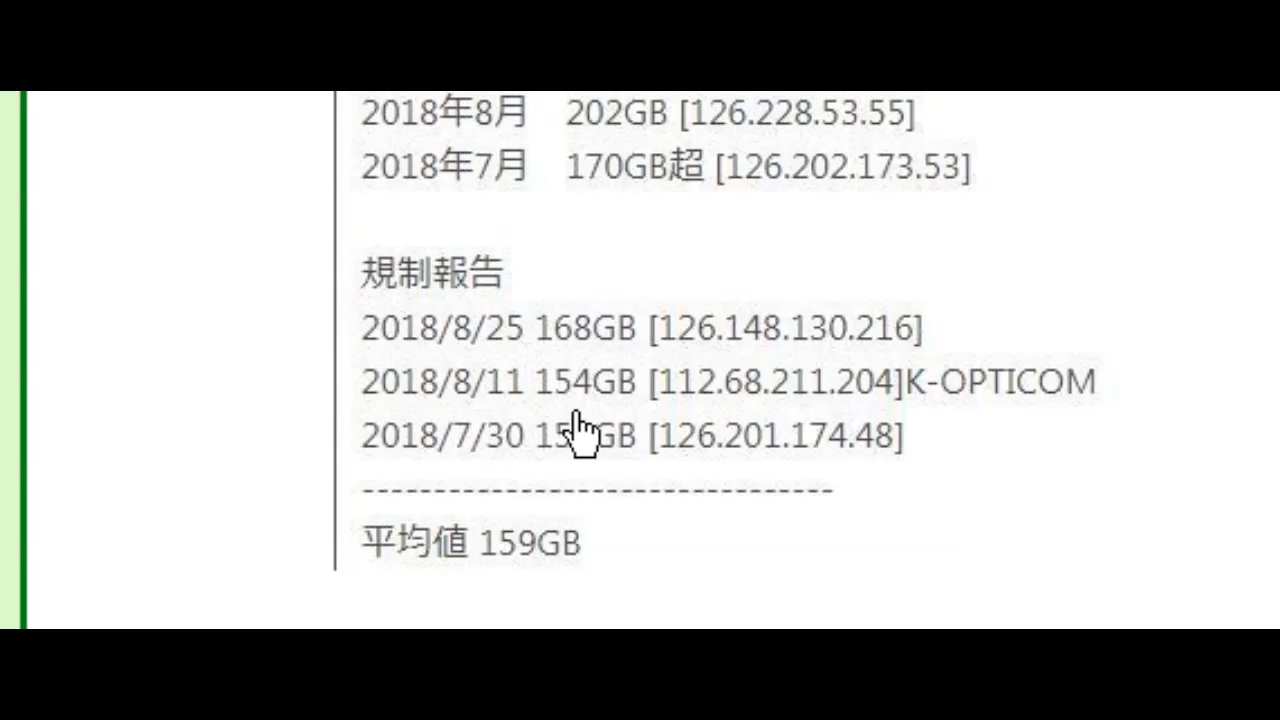 2018年8月 202GB [126.228.53.55]
2018年7月 170GB超 [126.202.173.53]
規制報告
2018/8/25 168GB [126.148.130.216]
2018/8/11 154GB [112.68.211.204]K-OPTICOM
2018/7/30 [126.201.174.48]
---------------------------------
平均値 159GB